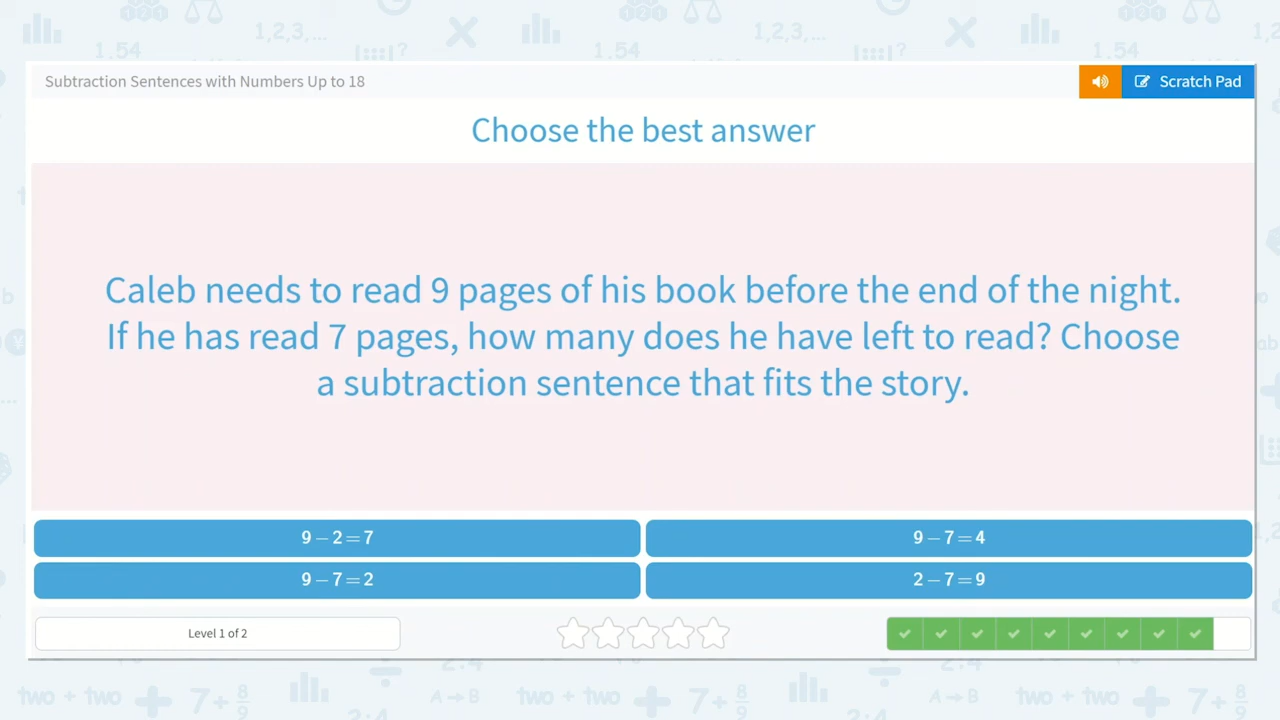 Subtraction Sentences with Numbers Up to 18
Scratch Pad
Choose the best answer
Caleb needs to read 9 pages of his book before the end of the night.
If he has read 7 pages, how many does he have left to read? Choose
a subtraction sentence that fits the story.
9 − 2 = 7
9 − 7 = 4
9 − 7 = 2
2 − 7 = 9
Level 1 of 2